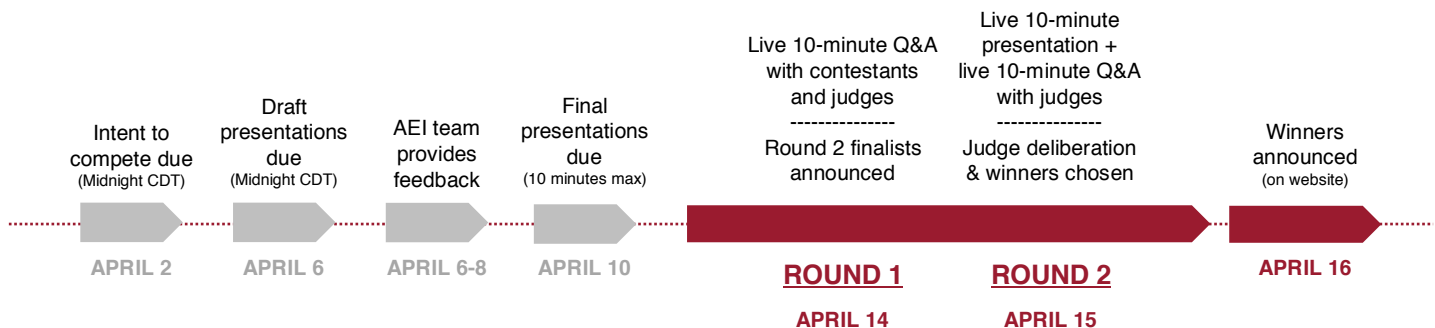 Intent to
compete due
(Midnight CDT)
APRIL 2
Draft
presentations
due
(Midnight CDT)
APRIL 6
AEI team
provides
feedback
APRIL 6-8
Final
presentations
due
(10 minutes max)
APRIL 10
Live 10-minute Q&A
with contestants
and judges
---------------
Round 2 finalists
announced
ROUND 1
APRIL 14
Live 10-minute
presentation +
live 10-minute Q&A
with judges
---------------
Judge deliberation
& winners chosen
ROUND 2
APRIL 15
Winners
announced
(on website)
APRIL 16